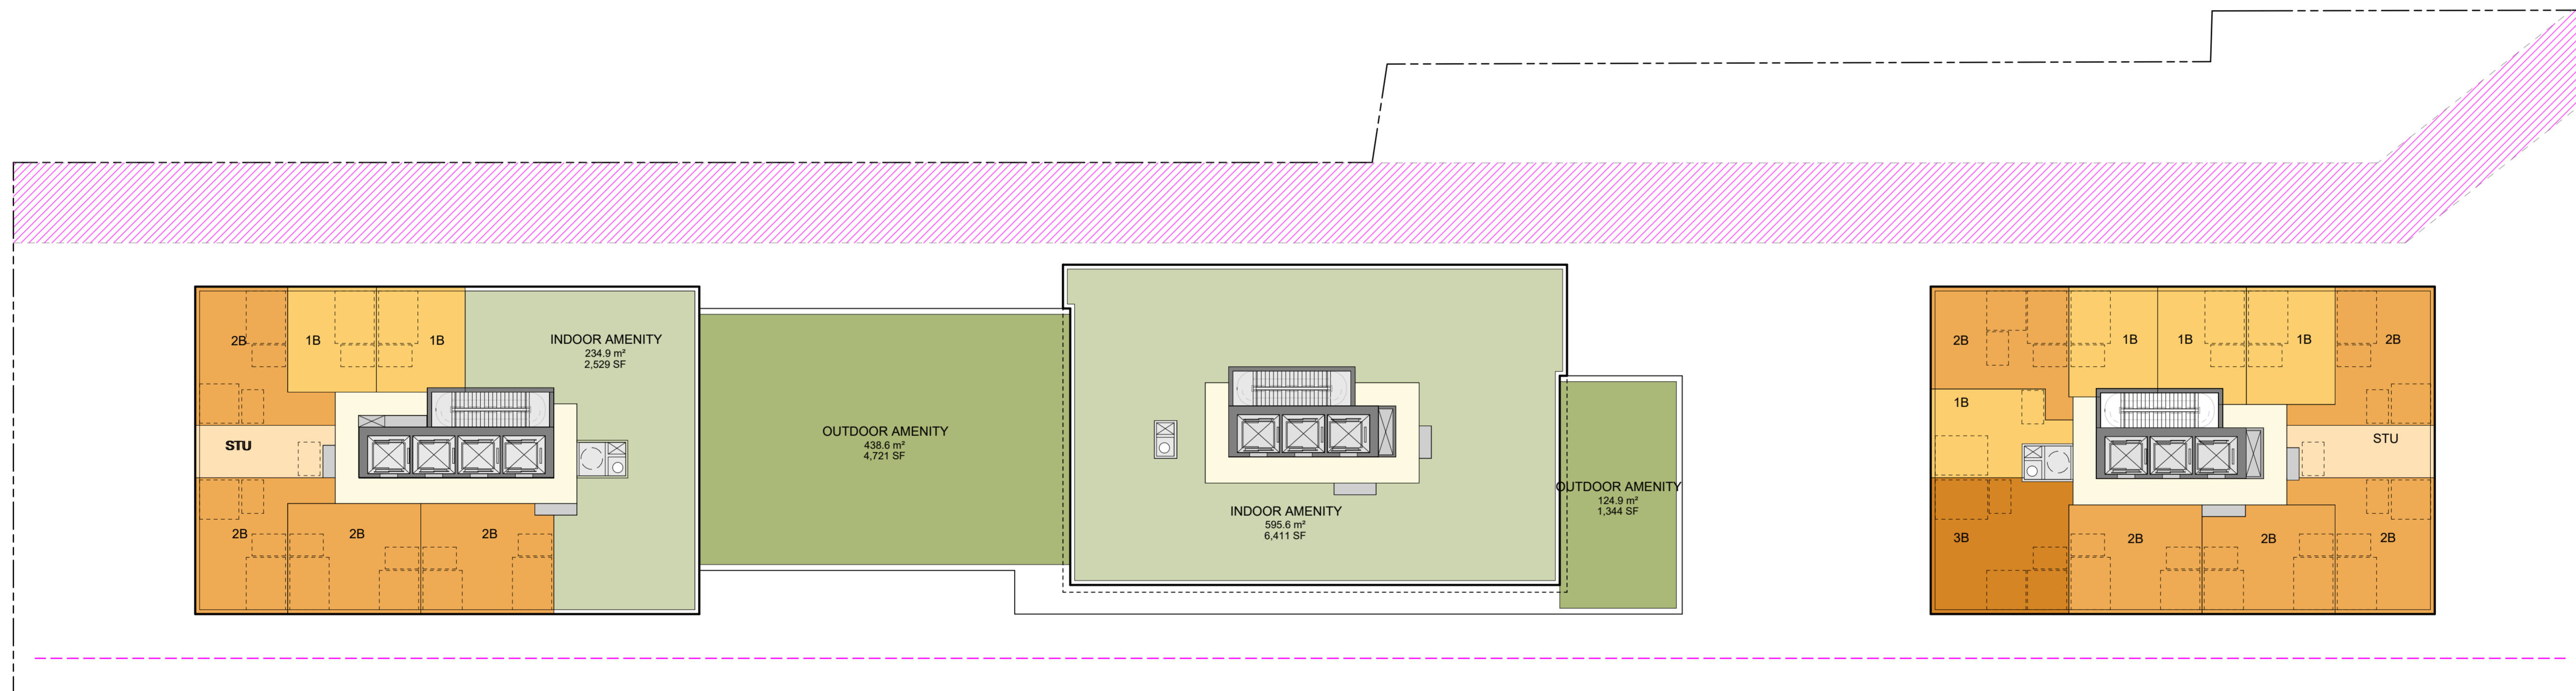 2B
1B
1B
INDOOR AMENITY
234.9 m²
2,529 SF
STU
2B
2B
2B
OUTDOOR AMENITY
438.6 m²
4,721 SF
INDOOR AMENITY
595.6 m²
6,411 SF
OUTDOOR AMENITY
124.9 m²
1,344 SF
2B
1B
1B
1B
2B
1B
STU
3B
2B
2B
2B